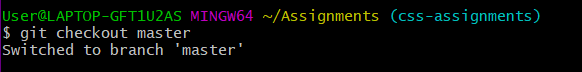 User@LAPTOP-GFT1U2AS MINGW64 ~/Assignments (css-assignments)
$ git checkout master
Switched to branch 'master'